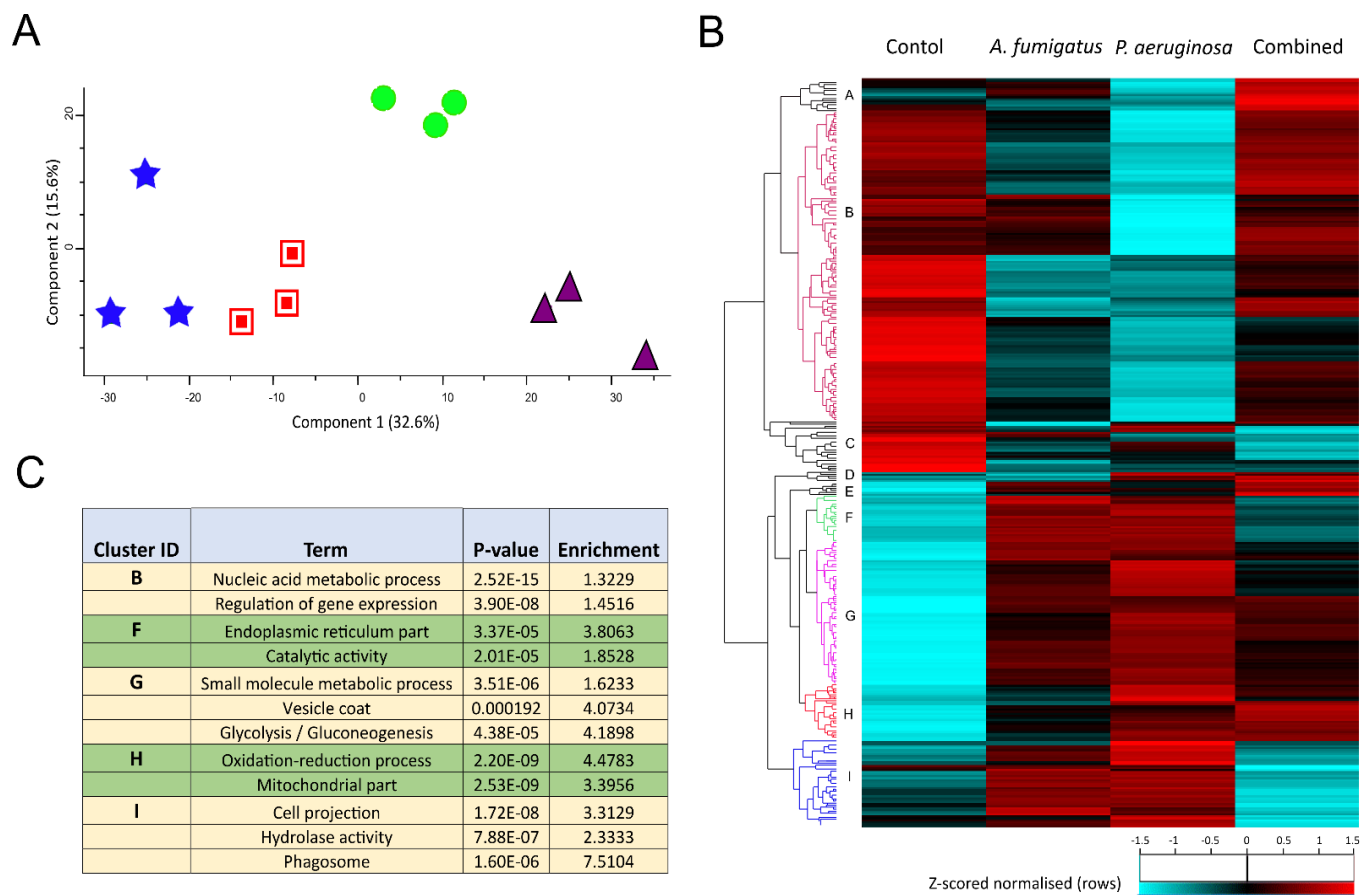 A
20
0
Component 2 (15.6%)
-30 -20 -10 0 10 20 30
Component 1 (32.6%)
B
Contol A. fumigatus P. aeruginosa Combined
A
B
C
D
E
F
G
H
I
-1.5 -1 -0.5 0 0.5 1 1.5
Z-scored normalised (rows)
C
Cluster ID Term P-value Enrichment
B Nucleic acid metabolic process 2.52E-15 1.3229
Regulation of gene expression 3.90E-08 1.4516
F Endoplasmic reticulum part 3.37E-05 3.8063
Catalytic activity 2.01E-05 1.8528
G Small molecule metabolic process 3.51E-06 1.6233
Vesicle coat 0.000192 4.0734
Glycolysis / Gluconeogenesis 4.38E-05 4.1898
H Oxidation-reduction process 2.20E-09 4.4783
Mitochondrial part 2.53E-09 3.3956
I Cell projection 1.72E-08 3.3129
Hydrolase activity 7.88E-07 2.3333
Phagosome 1.60E-06 7.5104